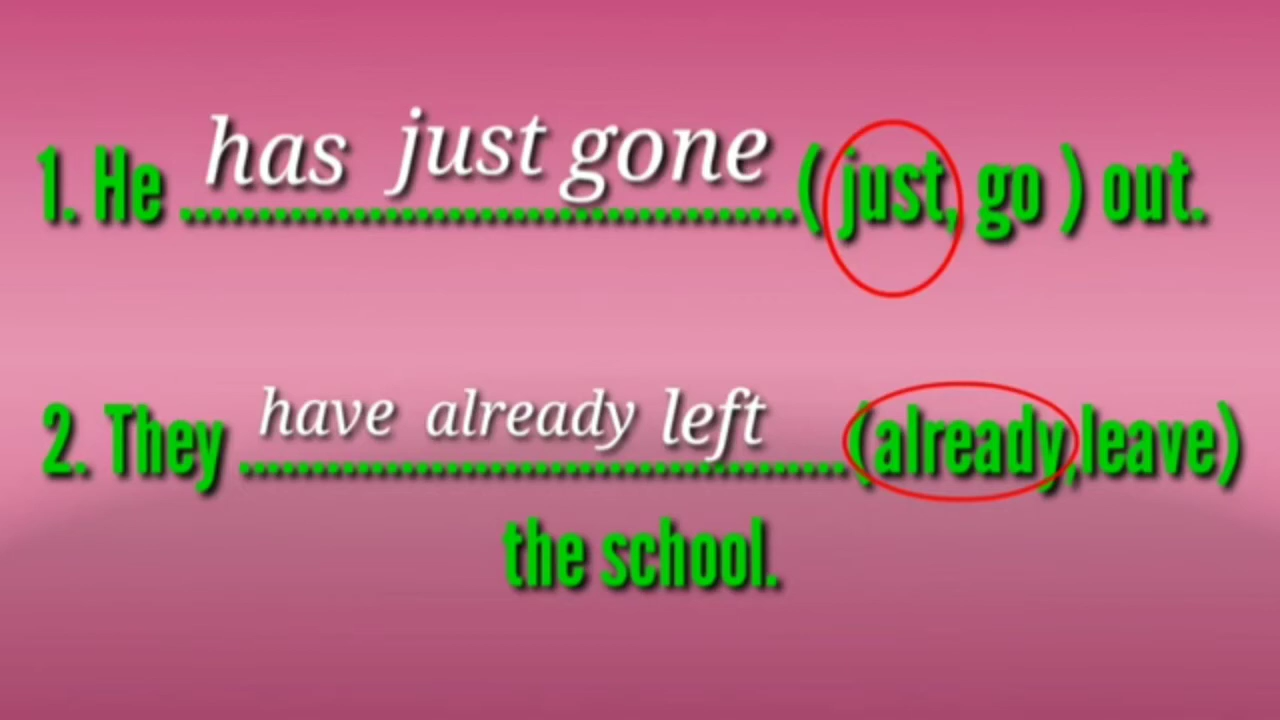 1. He has just gone ( just, go ) out.
2. They have already left (already, leave)
the school.